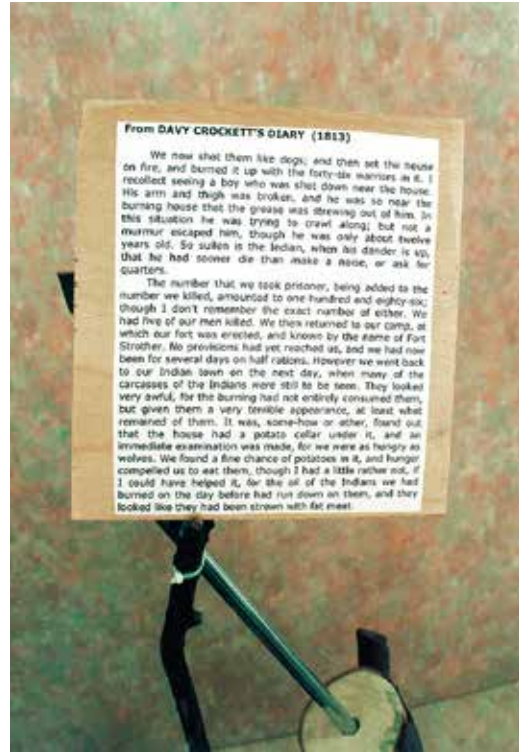 From DAVY CROCKETT'S DIARY (1813)
We now shot them like dogs; and then set the house
on fire, and burned it up with the forty-six warriors in it. I
recollect seeing a boy who was shot down near the house.
His arm and thigh was broken, and he was so near the
burning house that the grease was stewing out of him. In
this situation he was trying to crawl along; but not a
murmur escaped him, though he was only about twelve
years old. So sullen is the Indian, when his dander is up,
that he had sooner die than make a noise, or ask for
quarters.
The number that we took prisoner, being added to the
number we killed, amounted to one hundred and eighty-six;
though I don't remember the exact number of either. We
had five of our men killed. We then returned to our camp, at
which our fort was erected, and known by the name of Fort
Strother. No provisions had yet reached us, and we had now
been for several days on half rations. However we went back
to our Indian town on the next day, when many of the
carcasses of the Indians were still to be seen. They looked
very awful, for the burning had not entirely consumed them,
but given them a very terrible appearance, at least what
remained of them. It was, some-how or other, found out
that the house had a potato cellar under it, and an
immediate examination was made, for we were as hungry as
wolves. We found a fine chance of potatoes in it, and hunger
compelled us to eat them, though I had a little rather not, if
I could have helped it, for the oil of the Indians we had
burned on the day before had run down on them, and they
looked like they had been with fat meat.